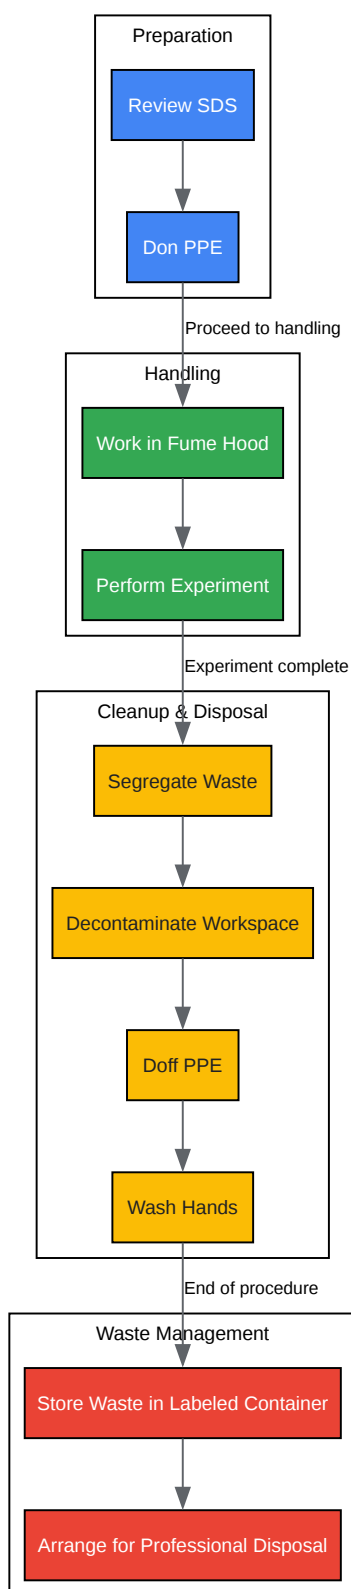 Preparation
Review SDS
Don PPE
Proceed to handling
Handling
Work in Fume Hood
Perform Experiment
Experiment complete
Cleanup & Disposal
Segregate Waste
Decontaminate Workspace
Doff PPE
Wash Hands
End of procedure
Waste Management
Store Waste in Labeled Container
Arrange for Professional Disposal